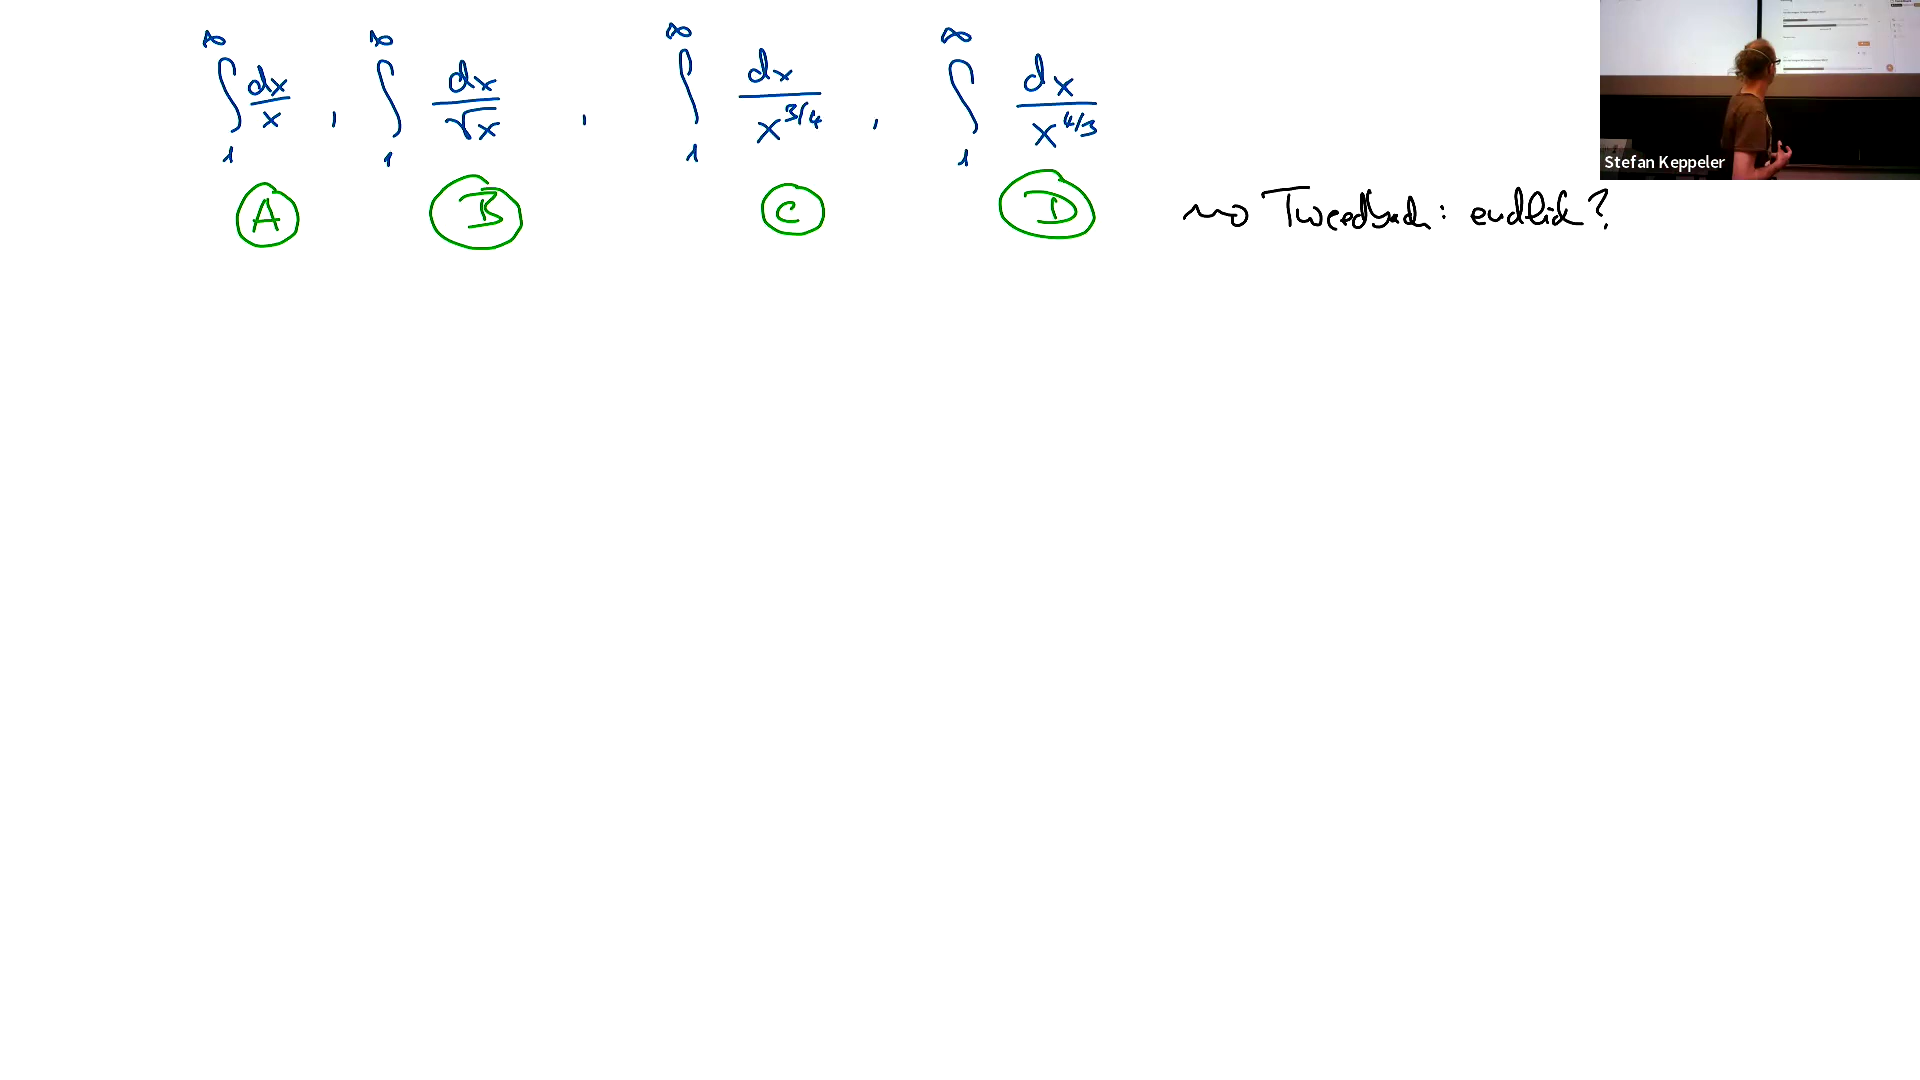 ∫₁^∞ dx/x , ∫₁^∞ dx/√x , ∫₁^∞ dx/x^{3/4} , ∫₁^∞ dx/x^{4/3}
A B C D ⇝ Tweedback: endlich?
Stefan Keppeler